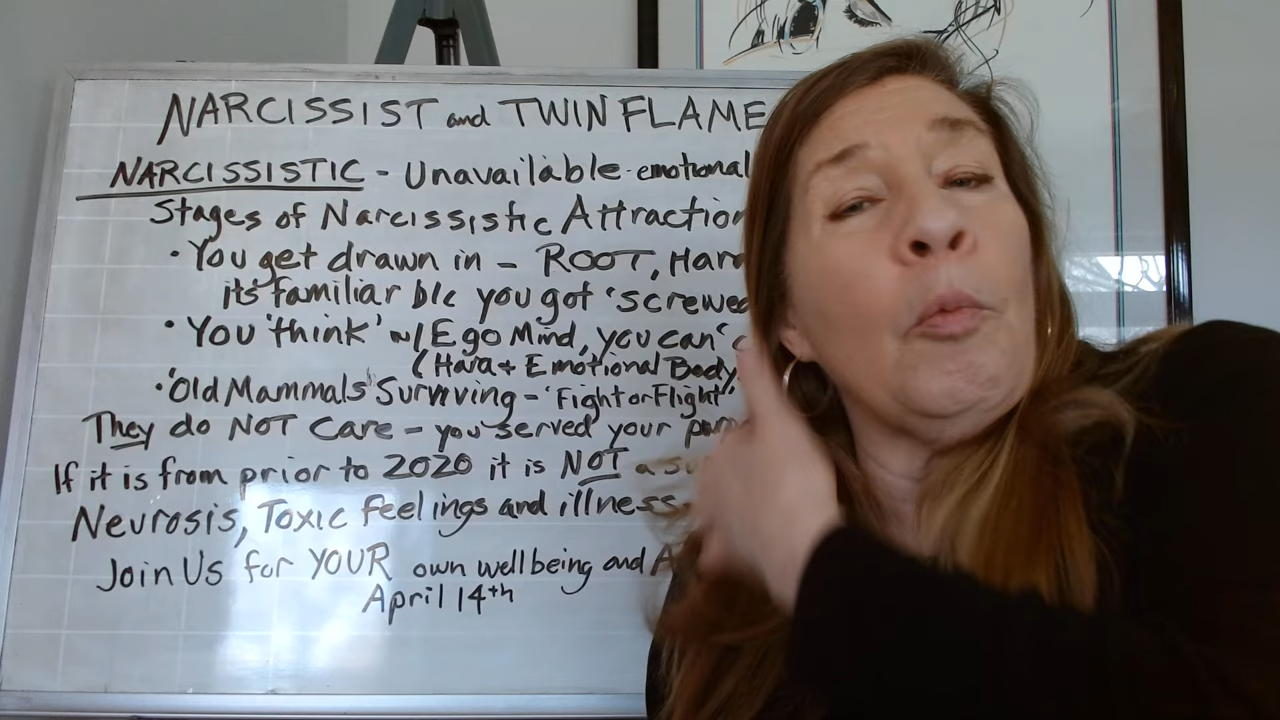 NARCISSIST and TWIN FLAME
NARCISSISTIC - Unavailable - emotional
Stages of Narcissistic Attraction
• You get drawn in - ROOT, Hara
it's familiar b/c you got 'screwed
• You 'think' w/ Ego Mind, you can'
(Hara + Emotional Body
• 'Old Mammals' Surviving - 'Fight or Flight"
They do NOT Care - you served your
If it is from prior to 2020 it is NOT a
Neurosis, Toxic Feelings and illness
Join Us for YOUR own wellbeing and
April 14th